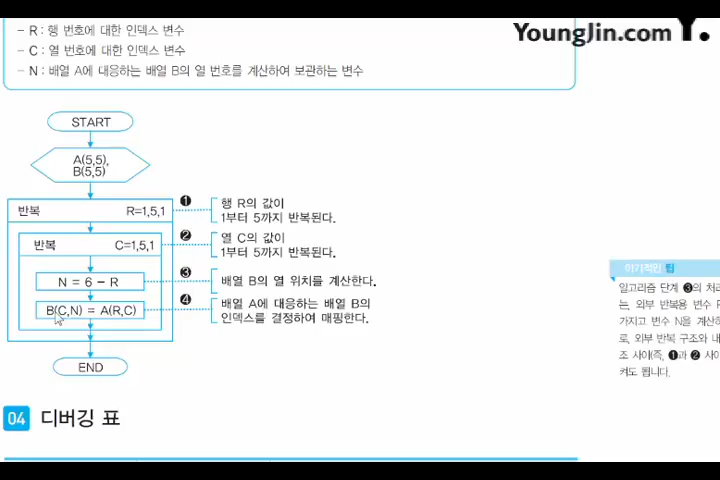 YoungJin.com Y.
- R : 행 번호에 대한 인덱스 변수
- C : 열 번호에 대한 인덱스 변수
- N : 배열 A에 대응하는 배열 B의 열 번호를 계산하여 보관하는 변수
START
A(5,5),
B(5,5)
반복 R=1,5,1
❶ 행 R의 값이
1부터 5까지 반복된다.
반복 C=1,5,1
❷ 열 C의 값이
1부터 5까지 반복된다.
N = 6 - R
❸ 배열 B의 열 위치를 계산한다.
B(C,N) = A(R,C)
❹ 배열 A에 대응하는 배열 B의
인덱스를 결정하여 매핑한다.
END
알고리즘 단계 ❸의 처리
는, 외부 반복용 변수
가지고 변수 N을 계산하
로, 외부 반복 구조와 내
조 사이(즉, ❶과 ❷ 사이
켜도 됩니다.
04 디버깅 표